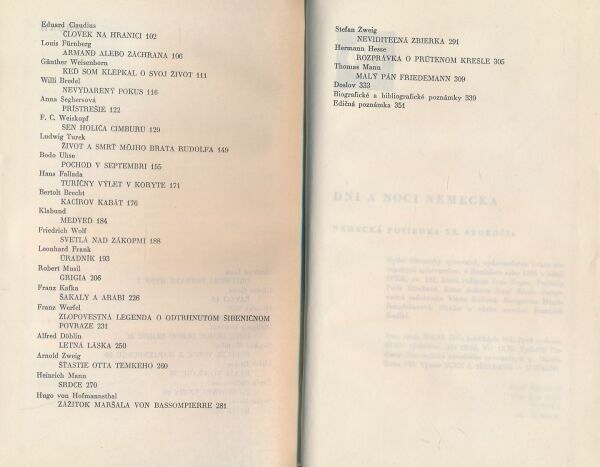 Eduard Claudius
ČLOVEK NA HRANICI 102
Louis Fürnberg
ARMAND ALEBO ZÁCHRANA 106
Günther Weisenborn
KEĎ SOM KLEPKAL O SVOJ ŽIVOT 111
Willi Bredel
NEVYDARENÝ POKUS 116
Anna Seghersová
PRÍSTREŠIE 122
F. C. Weiskopf
SEN HOLIČA CIMBURU 129
Ludwig Turek
ŽIVOT A SMRŤ MÔJHO BRATA RUDOLFA 149
Bodo Uhse
POCHOD V SEPTEMBRI 155
Hans Fallada
TURIČNÝ VÝLET V KORYTE 171
Bertolt Brecht
KACÍROV KABÁT 176
Klabund
MEDVEĎ 184
Friedrich Wolf
SVETLÁ NAD ZÁKOPMI 188
Leonhard Frank
ÚRADNÍK 193
Robert Musil
GRIGIA 206
Franz Kafka
ŠAKALY A ARABI 226
Franz Werfel
ZLOPOVESTNÁ LEGENDA O ODTRHNUTOM ŠIBENIČNOM
POVRAZE 231
Alfred Döblin
LETNÁ LÁSKA 250
Arnold Zweig
ŠŤASTIE OTTA TEMKEHO 260
Heinrich Mann
SRDCE 270
Hugo von Hofmannsthal
ZÁŽITOK MARŠALA VON BASSOMPIERRE 281
Stefan Zweig
NEVIDITEĽNÁ ZBIERKA 291
Hermann Hesse
ROZPRÁVKA O PRÚTENOM KRESLE 305
Thomas Mann
MALÝ PÁN FRIEDEMANN 309
Doslov 333
Biografické a bibliografické poznámky 339
Edičná poznámka 351
DNI A NOCI NEMECKA
NEMECKÁ POVIEDKA XX. STOROČIA